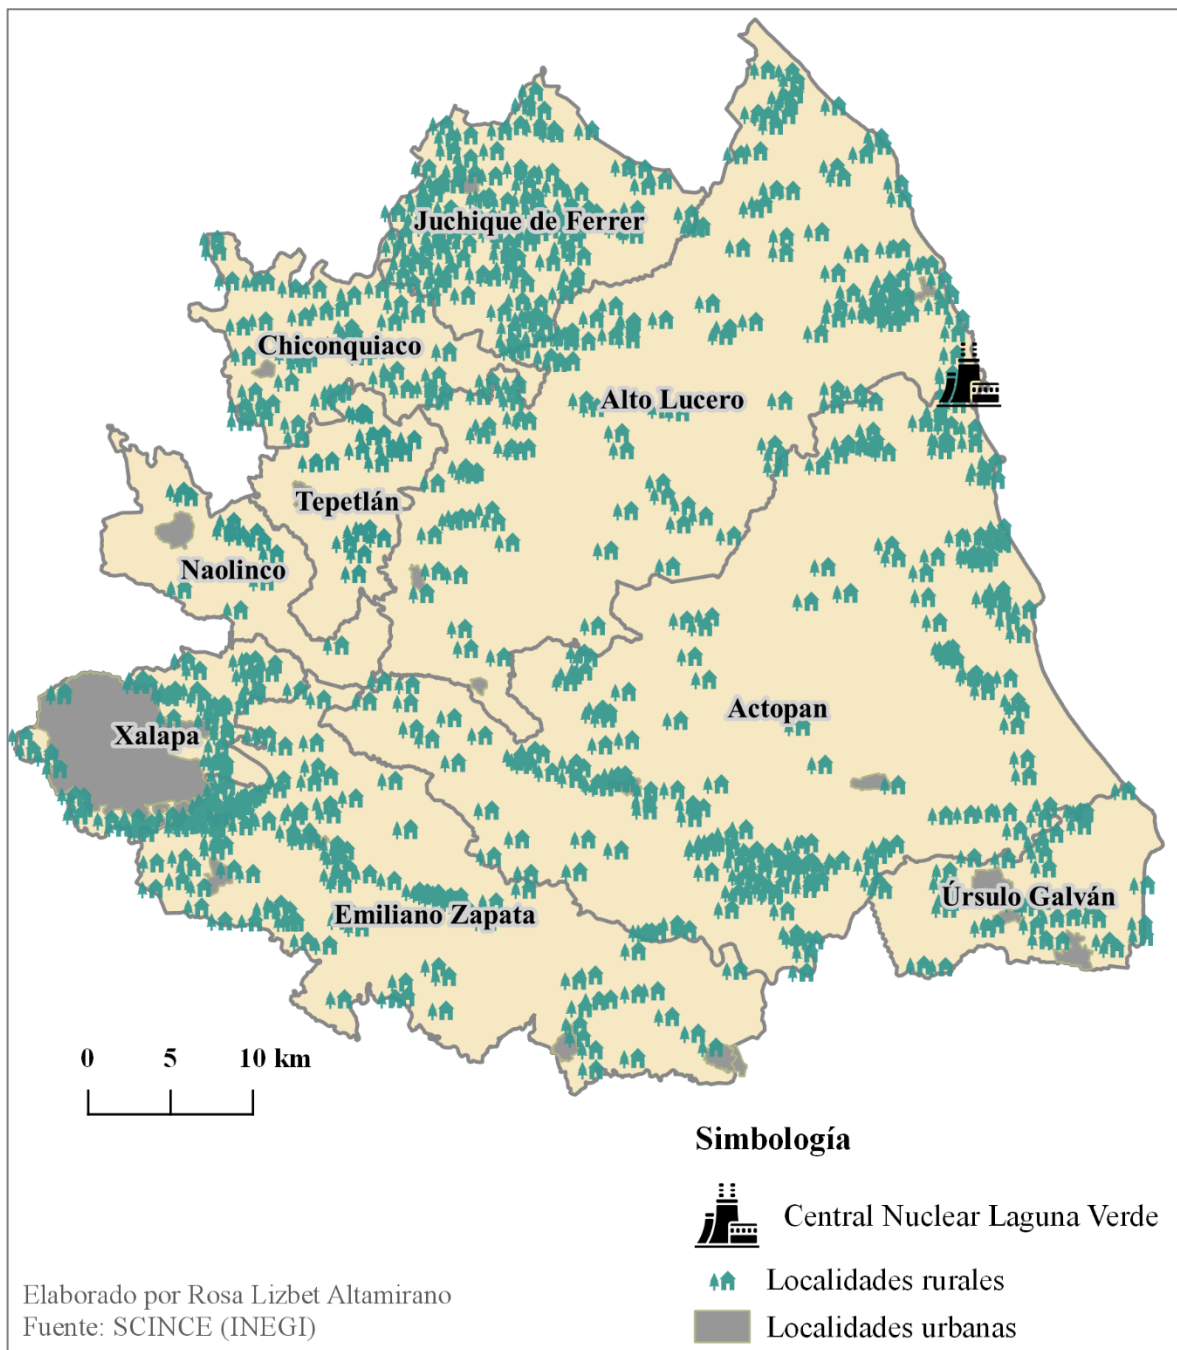 Juchique de Ferrer
Chiconquiaco
Alto Lucero
Tepetlán
Naolinco
Actopan
Xalapa
Úrsulo Galván
Emiliano Zapata
0 5 10 km
Simbología
Central Nuclear Laguna Verde
Localidades rurales
Localidades urbanas
Elaborado por Rosa Lizbet Altamirano
Fuente: SCINCE (INEGI)